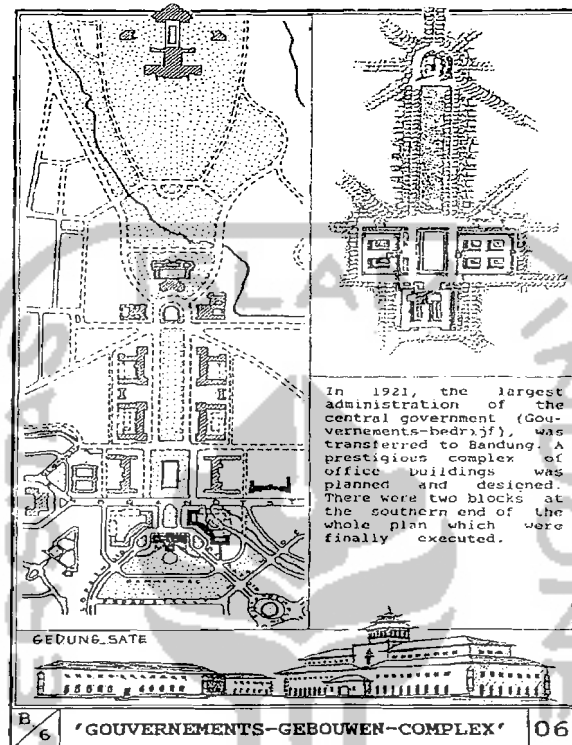 In 1921, the largest
administration of the
central government (Gou-
vernements-bedrijf), was
transferred to Bandung. A
prestigious complex of
office buildings was
planned and designed.
There were two blocks at
the southern end of the
whole plan which were
finally executed.
GEDUNG SATE
B/6 'GOUVERNEMENTS-GEBOUWEN-COMPLEX' 06